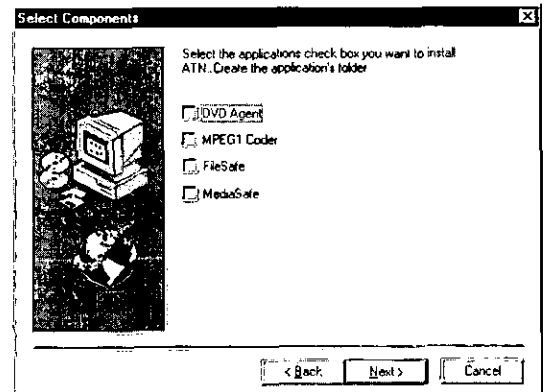 Select Components
Select the applications check box you want to install
ATN..Create the application's folder
DVD Agent
MPEG1 Coder
FileSafe
MediaSafe
< Back
Next >
Cancel